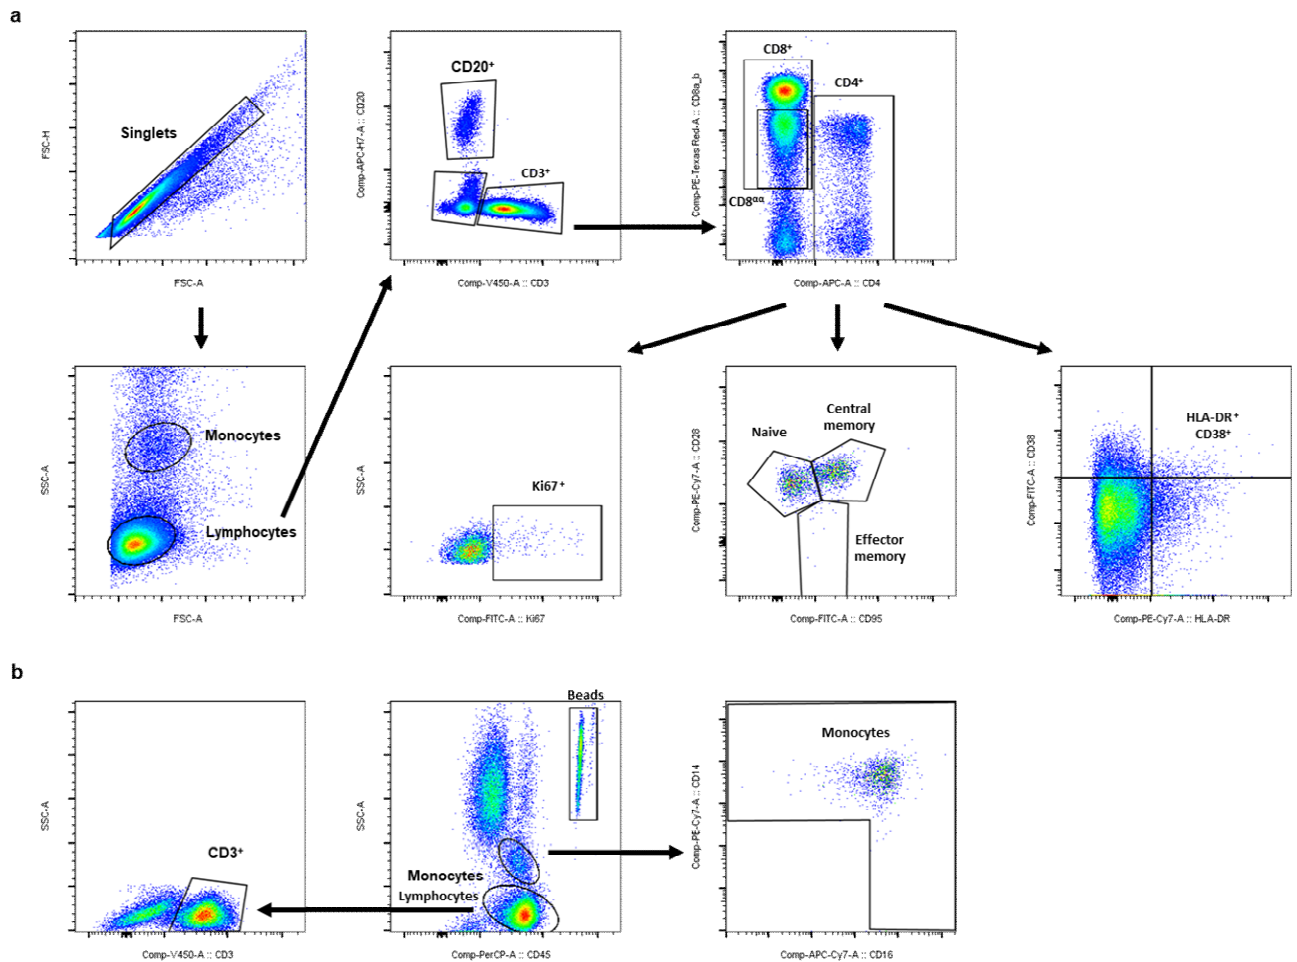 a
Singlets
FSC-H
FSC-A
CD20⁺
CD3⁺
Comp-APC-H7-A :: CD20
Comp-V450-A :: CD3
CD8⁺
CD4⁺
CD8αα
Comp-PE-Texas Red-A :: CD8a_b
Comp-APC-A :: CD4
Monocytes
Lymphocytes
SSC-A
FSC-A
Ki67⁺
SSC-A
Comp-FITC-A :: Ki67
Naive
Central
memory
Effector
memory
Comp-PE-Cy7-A :: CD28
Comp-FITC-A :: CD95
HLA-DR⁺
CD38⁺
Comp-FITC-A :: CD38
Comp-PE-Cy7-A :: HLA-DR
b
CD3⁺
SSC-A
Comp-V450-A :: CD3
Beads
Monocytes
Lymphocytes
SSC-A
Comp-PerCP-A :: CD45
Monocytes
Comp-PE-Cy7-A :: CD14
Comp-APC-Cy7-A :: CD16